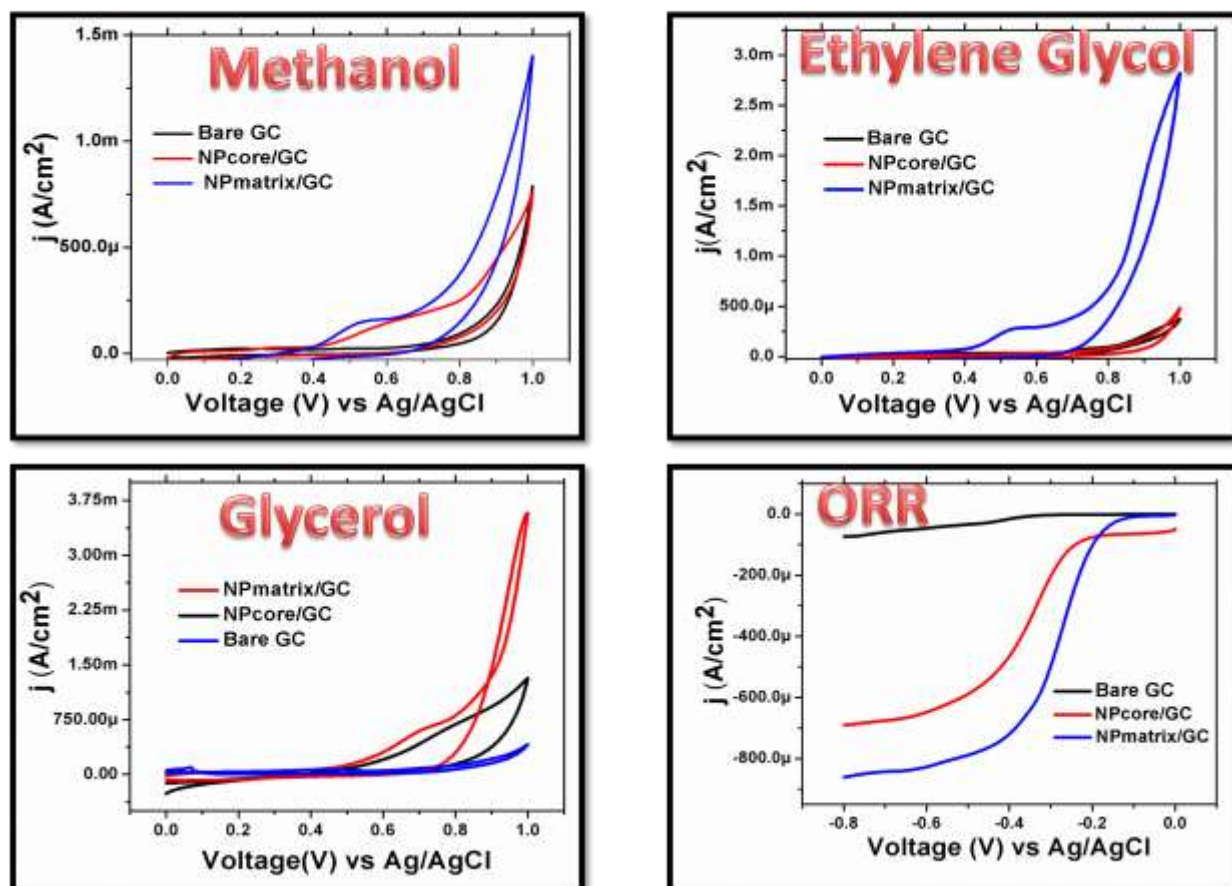 Methanol
1.5m
1.0m
500.0µ
0.0
j (A/cm2)
Bare GC
NPcore/GC
NPmatrix/GC
0.0 0.2 0.4 0.6 0.8 1.0
Voltage (V) vs Ag/AgCl
Ethylene Glycol
3.0m
2.5m
2.0m
1.5m
1.0m
500.0µ
0.0
j(A/cm2)
Bare GC
NPcore/GC
NPmatrix/GC
0.0 0.2 0.4 0.6 0.8 1.0
Voltage (V) vs Ag/AgCl
Glycerol
3.75m
3.00m
2.25m
1.50m
750.00µ
0.00
j (A/cm2)
NPmatrix/GC
NPcore/GC
Bare GC
0.0 0.2 0.4 0.6 0.8 1.0
Voltage(V) vs Ag/AgCl
ORR
0.0
-200.0µ
-400.0µ
-600.0µ
-800.0µ
j (A/cm2)
Bare GC
NPcore/GC
NPmatrix/GC
-0.8 -0.6 -0.4 -0.2 0.0
Voltage (V) vs Ag/AgCl